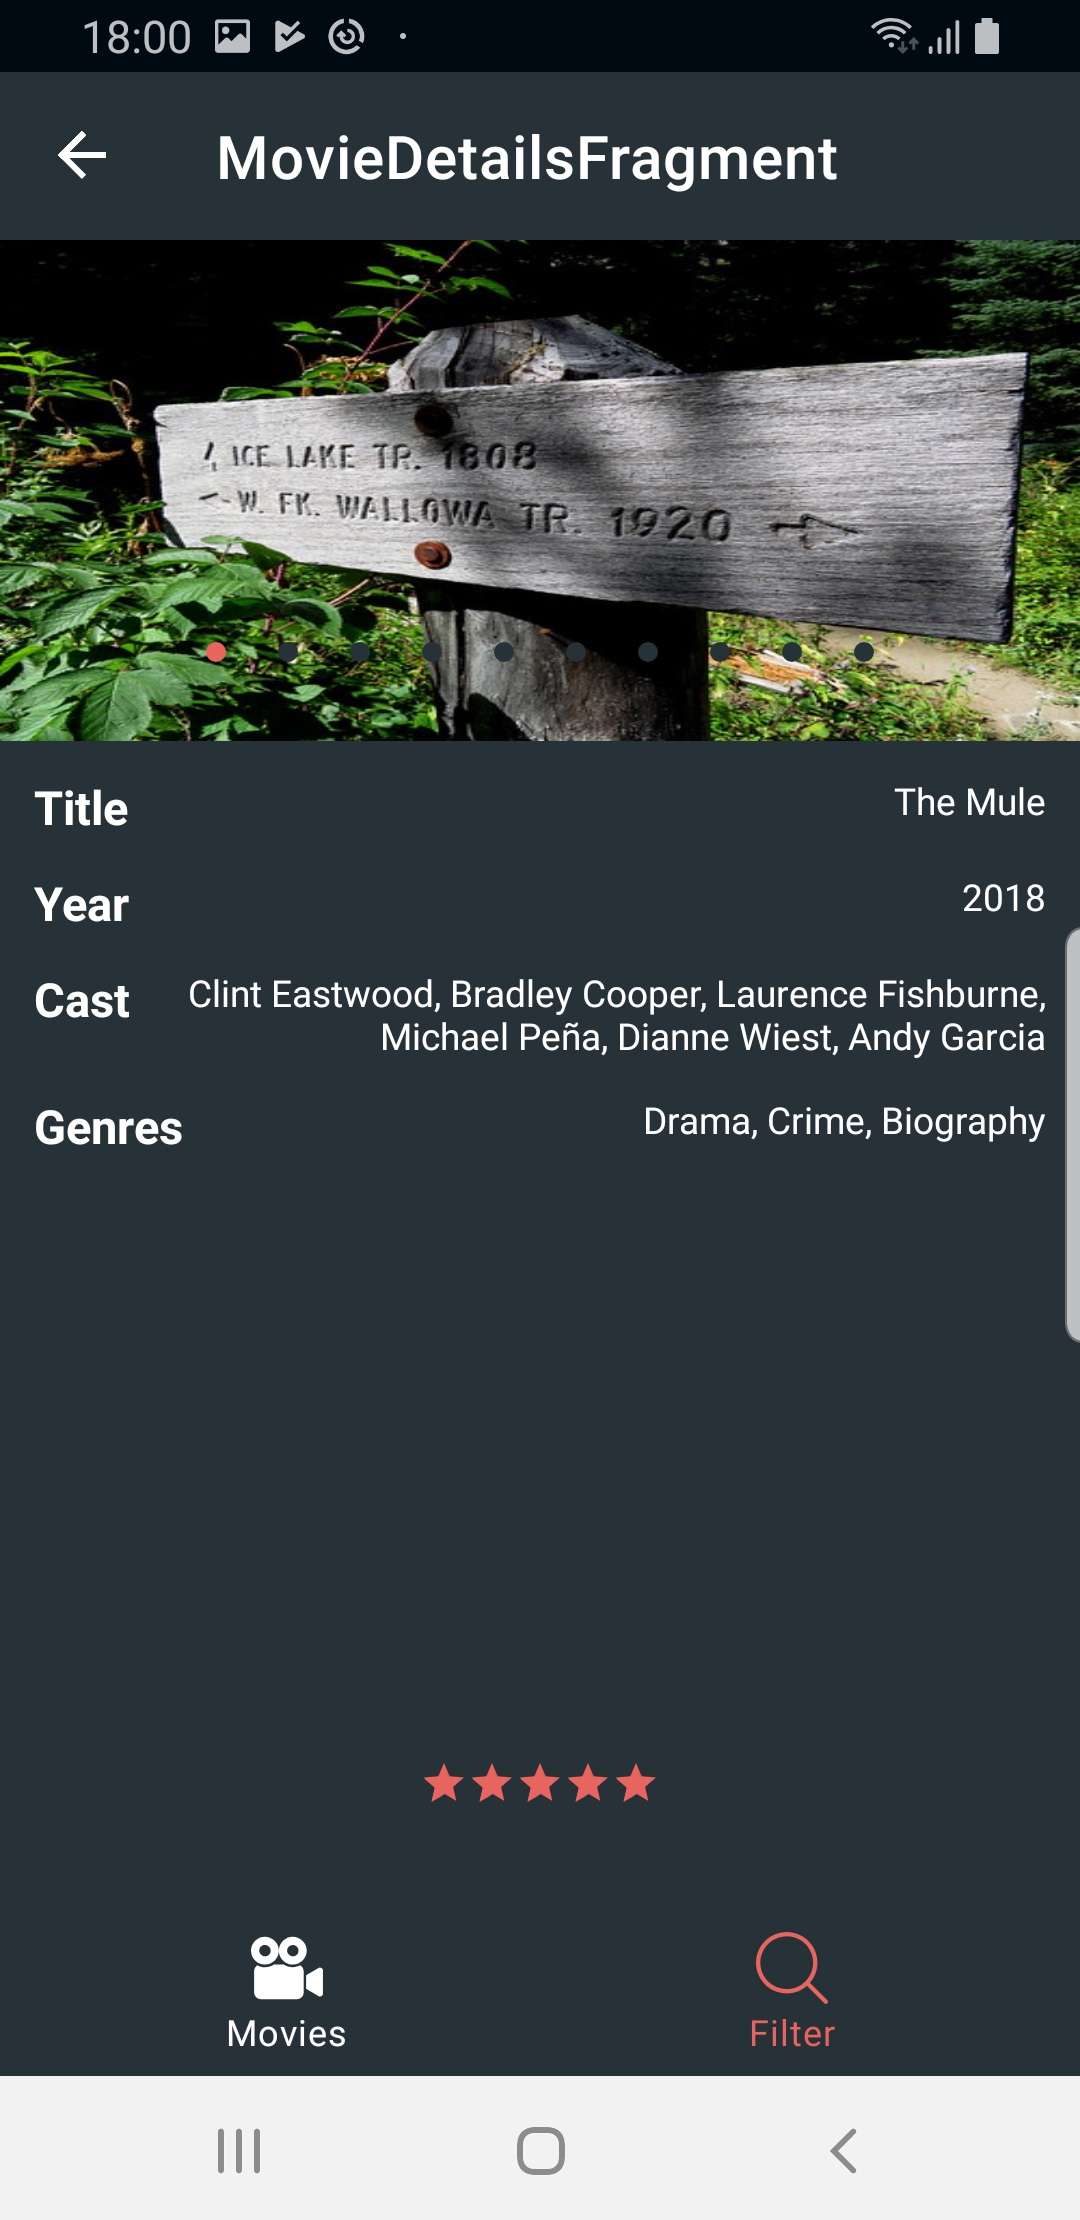 18:00
MovieDetailsFragment
ICE LAKE TR. 1808
W. FK. WALLOWA TR. 1920
Title The Mule
Year 2018
Cast Clint Eastwood, Bradley Cooper, Laurence Fishburne,
Michael Peña, Dianne Wiest, Andy Garcia
Genres Drama, Crime, Biography
Movies Filter